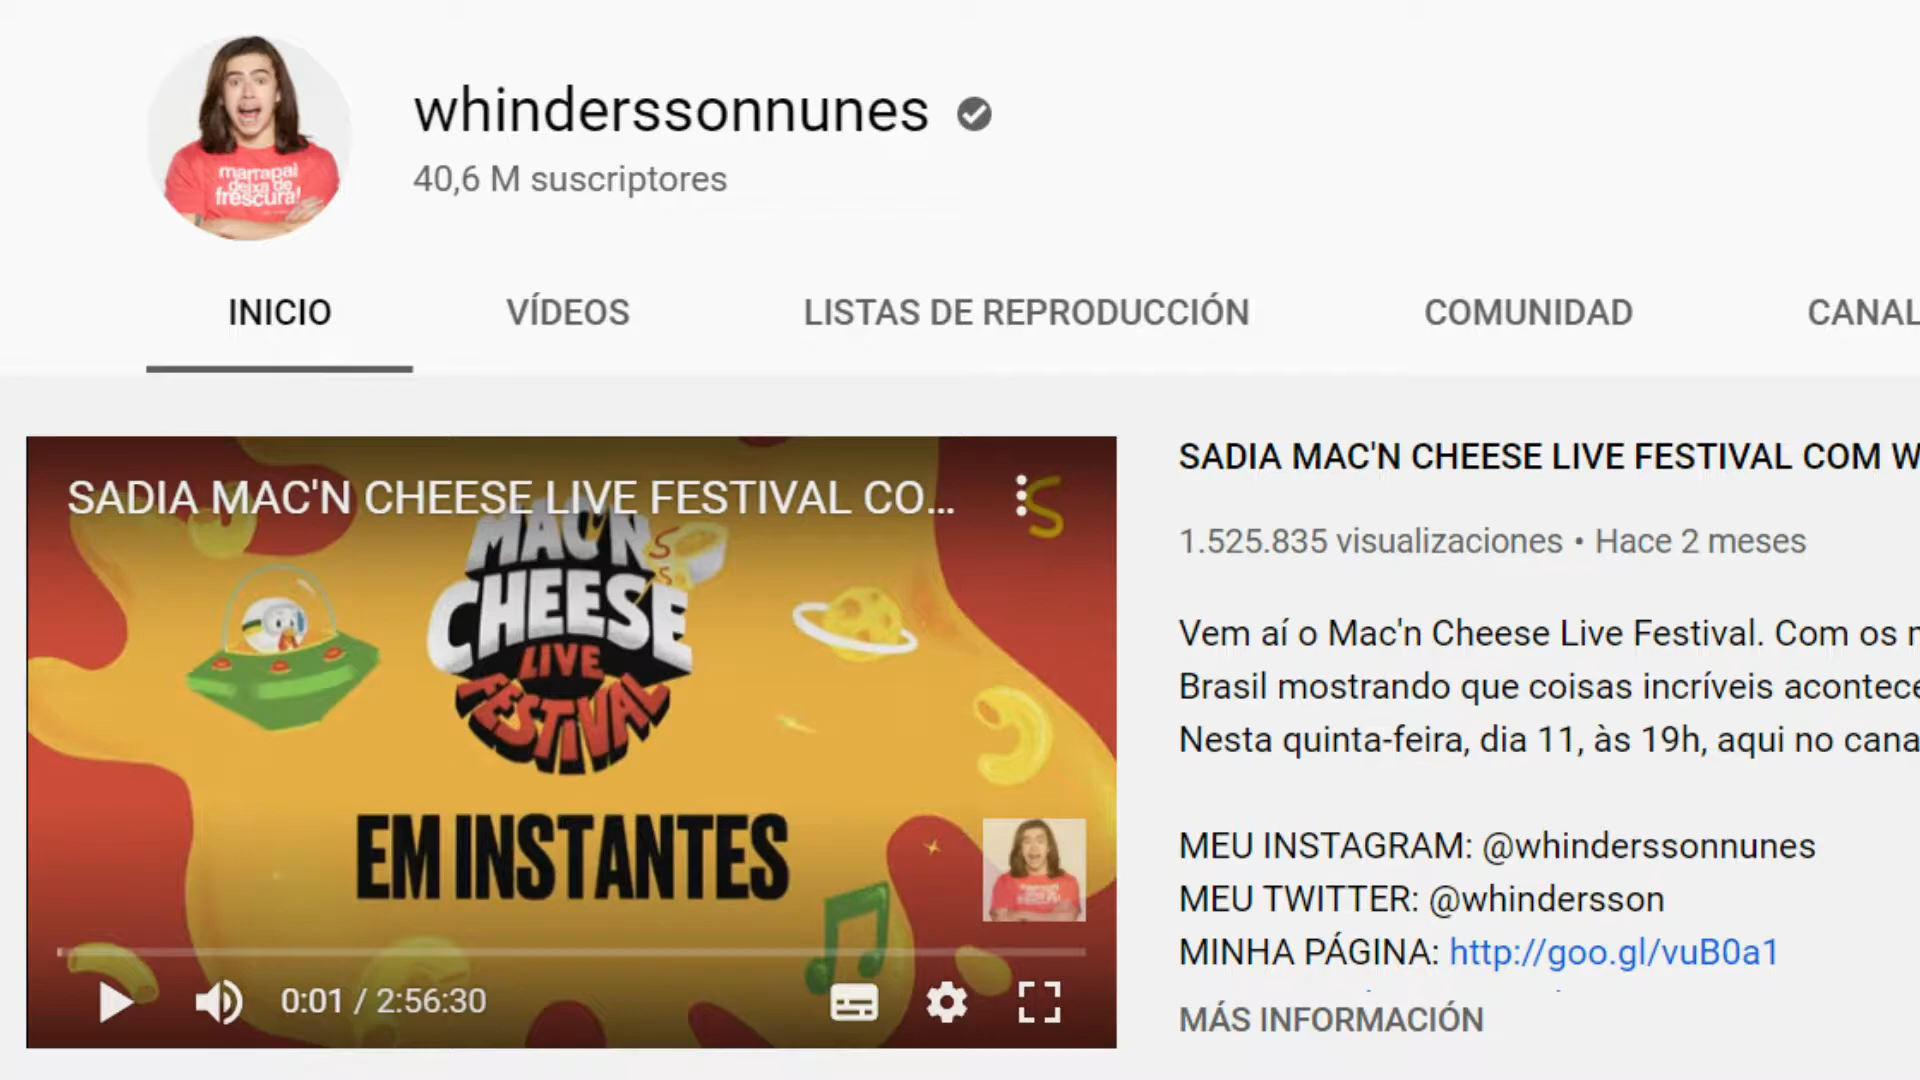 whinderssonnunes
40,6 M suscriptores
marrapaí
deixa de
frescura!
INICIO
VÍDEOS
LISTAS DE REPRODUCCIÓN
COMUNIDAD
CANAL
SADIA MAC'N CHEESE LIVE FESTIVAL CO...
MAC'N
CHEESE
LIVE
FESTIVAL
EM INSTANTES
0:01 / 2:56:30
SADIA MAC'N CHEESE LIVE FESTIVAL COM W
1.525.835 visualizaciones • Hace 2 meses
Vem aí o Mac'n Cheese Live Festival. Com os
Brasil mostrando que coisas incríveis acontece
Nesta quinta-feira, dia 11, às 19h, aqui no cana
MEU INSTAGRAM: @whinderssonnunes
MEU TWITTER: @whindersson
MINHA PÁGINA: http://goo.gl/vuB0a1
MÁS INFORMACIÓN